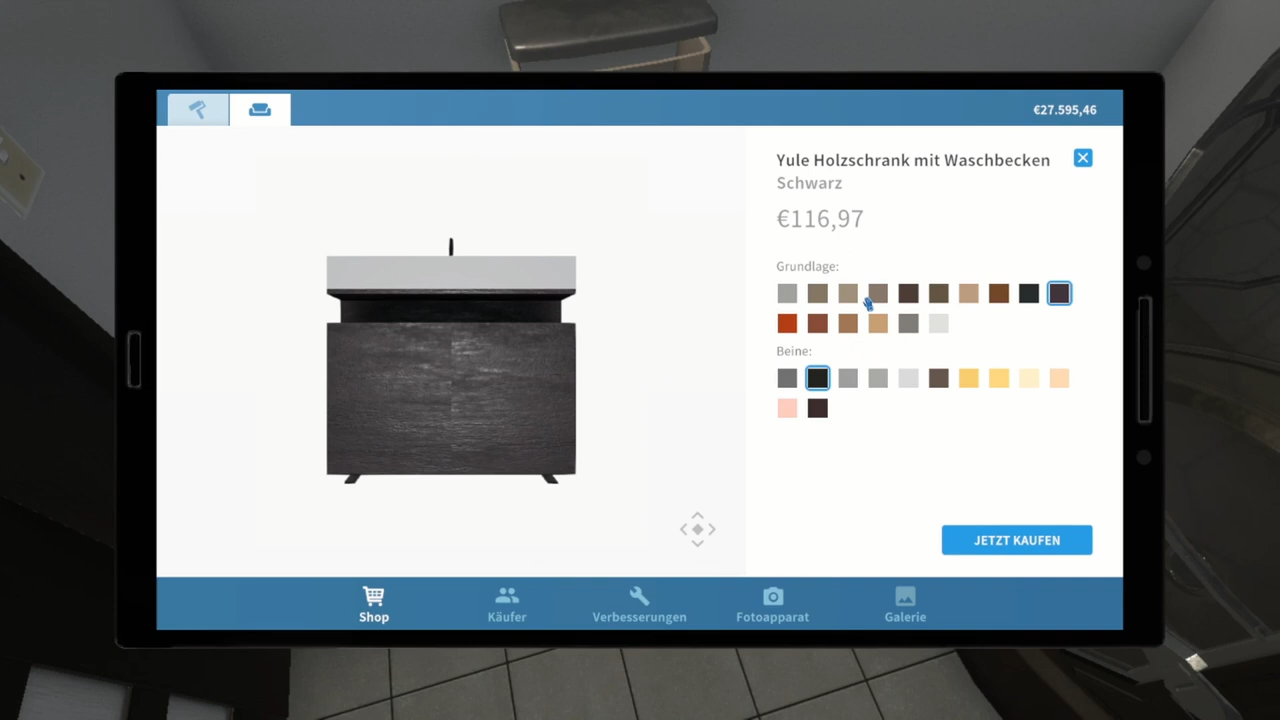 €27.595,46
Yule Holzschrank mit Waschbecken
Schwarz
€116,97
Grundlage:
Beine:
JETZT KAUFEN
Shop
Käufer
Verbesserungen
Fotoapparat
Galerie